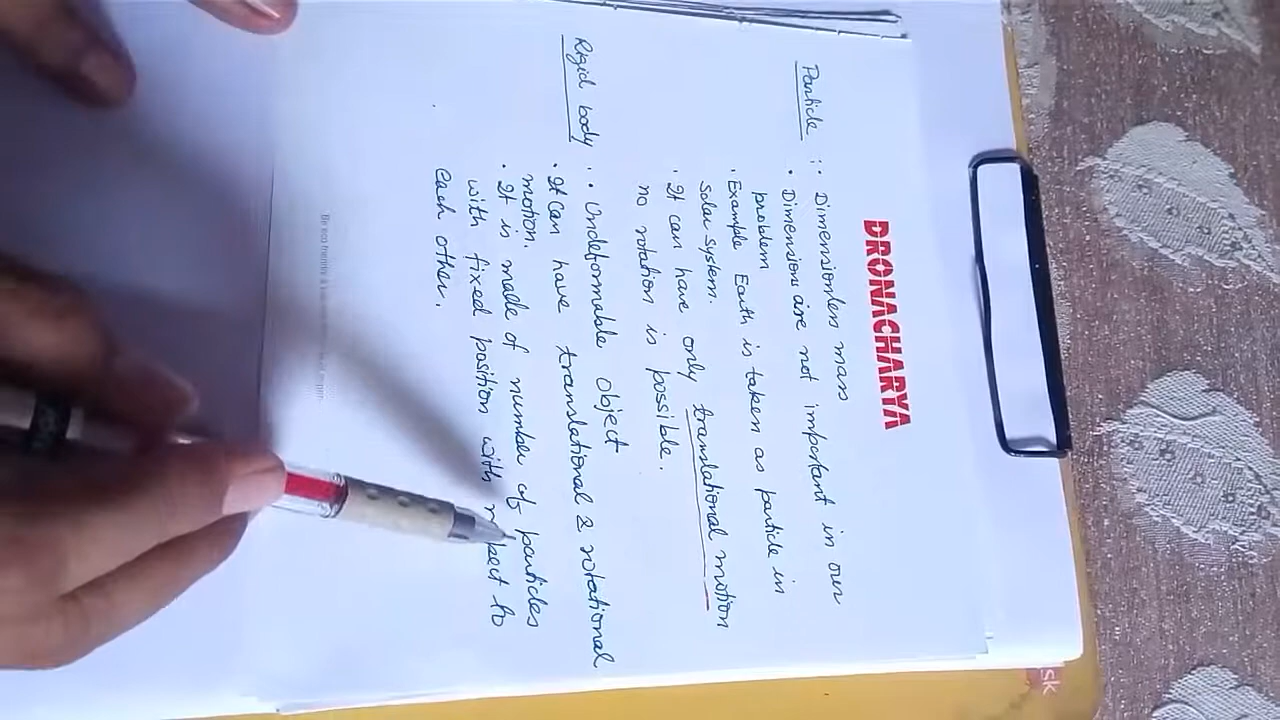 DRONACHARYA
Particle :· Dimensionless mass
· Dimensions are not important in our
problem
· Example Earth is taken as particle in
solar system.
· It can have only translational motion
no rotation is possible.
Rigid body :· Undeformable object
· It can have translational & rotational
motion.
· It is made of number of particles
with fixed position with respect to
each other.
sk